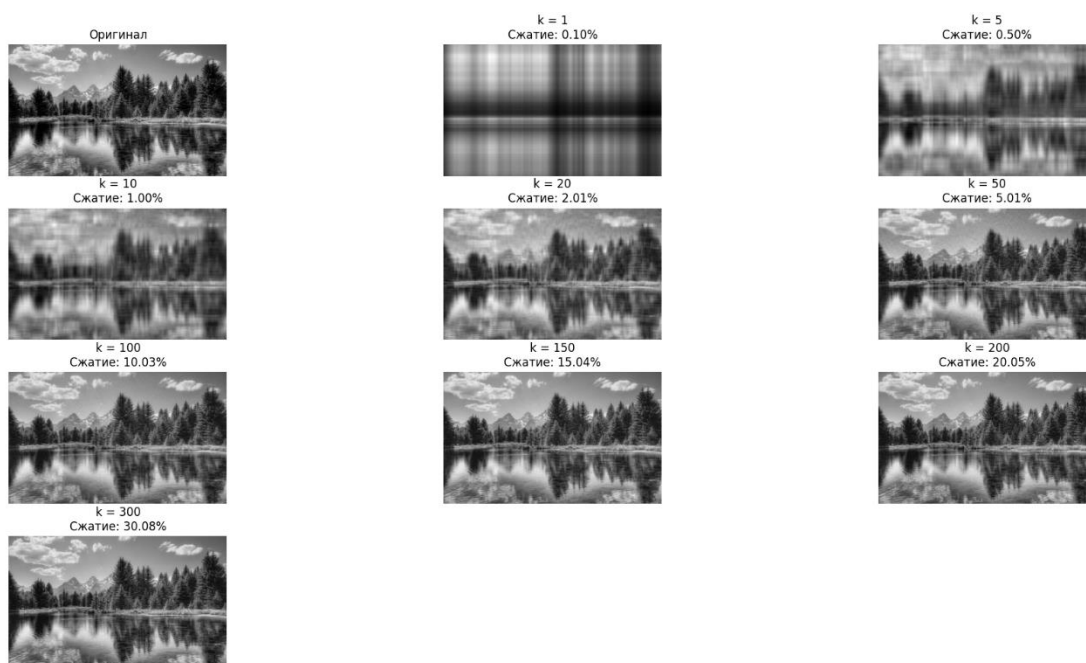 Оригинал
k = 1
Сжатие: 0.10%
k = 5
Сжатие: 0.50%
k = 10
Сжатие: 1.00%
k = 20
Сжатие: 2.01%
k = 50
Сжатие: 5.01%
k = 100
Сжатие: 10.03%
k = 150
Сжатие: 15.04%
k = 200
Сжатие: 20.05%
k = 300
Сжатие: 30.08%